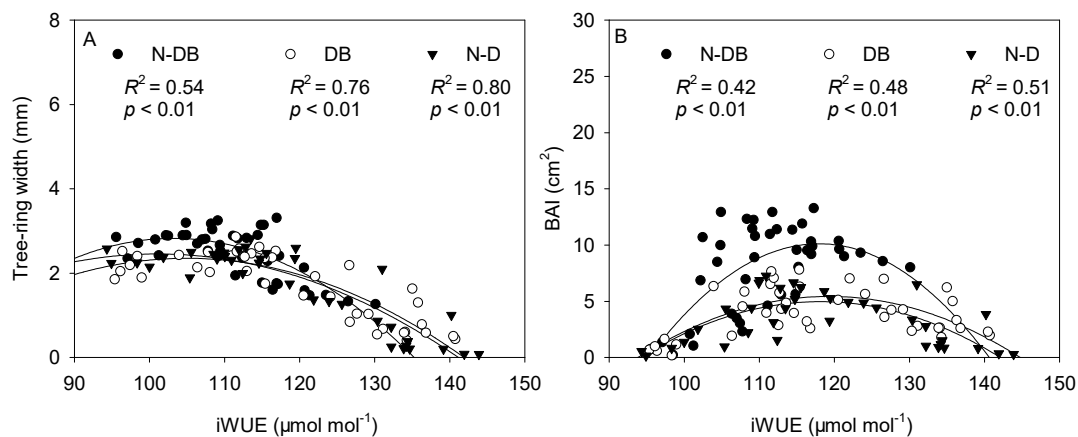 A
N-DB DB N-D
R² = 0.54 R² = 0.76 R² = 0.80
p < 0.01 p < 0.01 p < 0.01
Tree-ring width (mm)
8
6
4
2
0
90 100 110 120 130 140 150
iWUE (µmol mol⁻¹)
B
N-DB DB N-D
R² = 0.42 R² = 0.48 R² = 0.51
p < 0.01 p < 0.01 p < 0.01
BAI (cm²)
30
25
20
15
10
5
0
90 100 110 120 130 140 150
iWUE (µmol mol⁻¹)